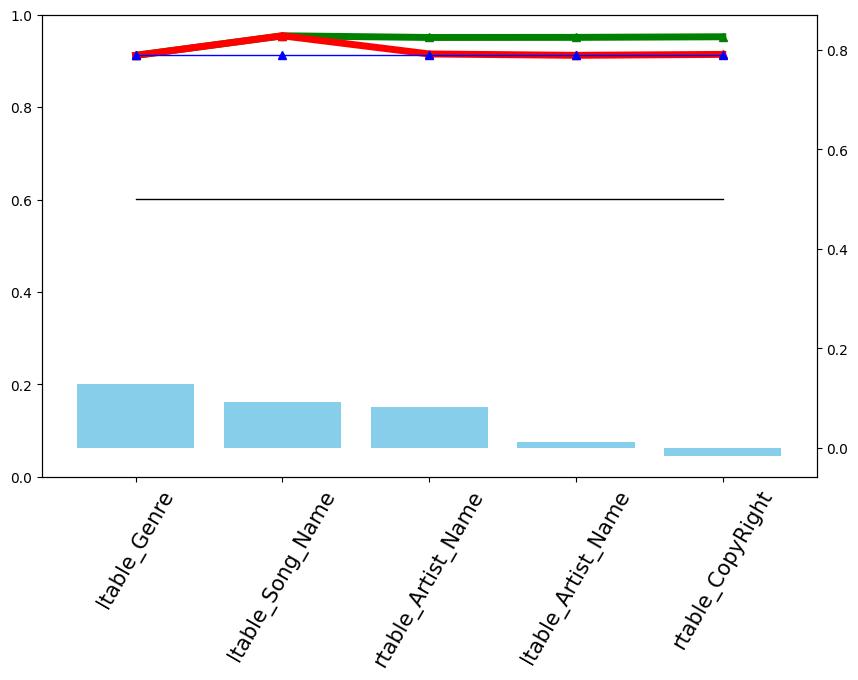 1.0
0.8
0.6
0.4
0.2
0.0
0.8
0.6
0.4
0.2
0.0
ltable_Genre
ltable_Song_Name
rtable_Artist_Name
ltable_Artist_Name
rtable_CopyRight